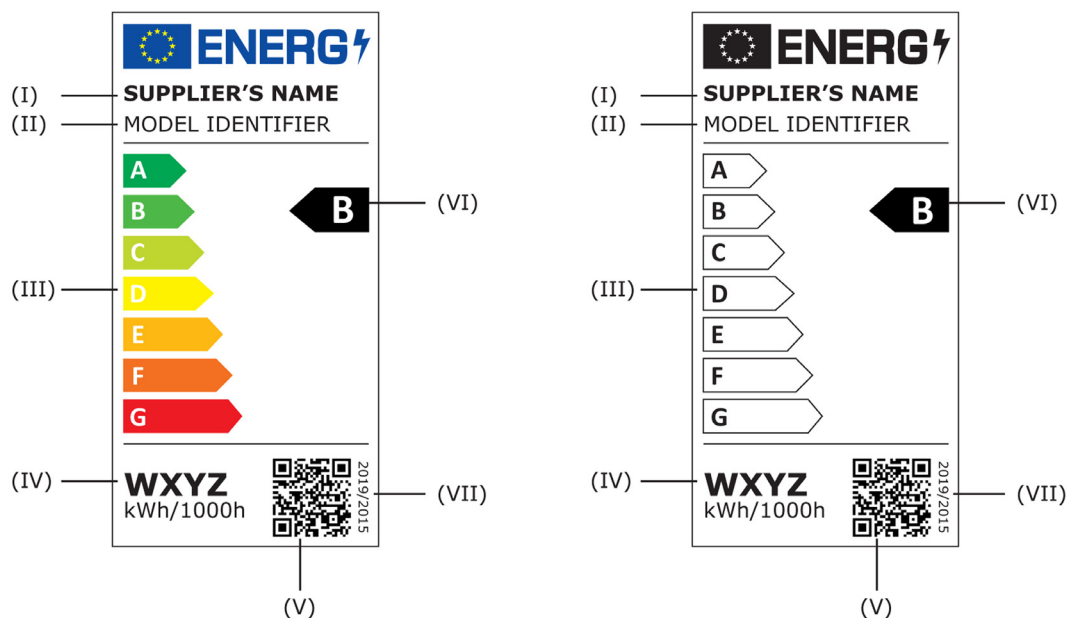 ENERG
(I) SUPPLIER'S NAME
(II) MODEL IDENTIFIER
A
B B (VI)
C
(III) D
E
F
G
(IV) WXYZ
kWh/1000h
2019/2015 (VII)
(V)
ENERG
(I) SUPPLIER'S NAME
(II) MODEL IDENTIFIER
A
B B (VI)
C
(III) D
E
F
G
(IV) WXYZ
kWh/1000h
2019/2015 (VII)
(V)